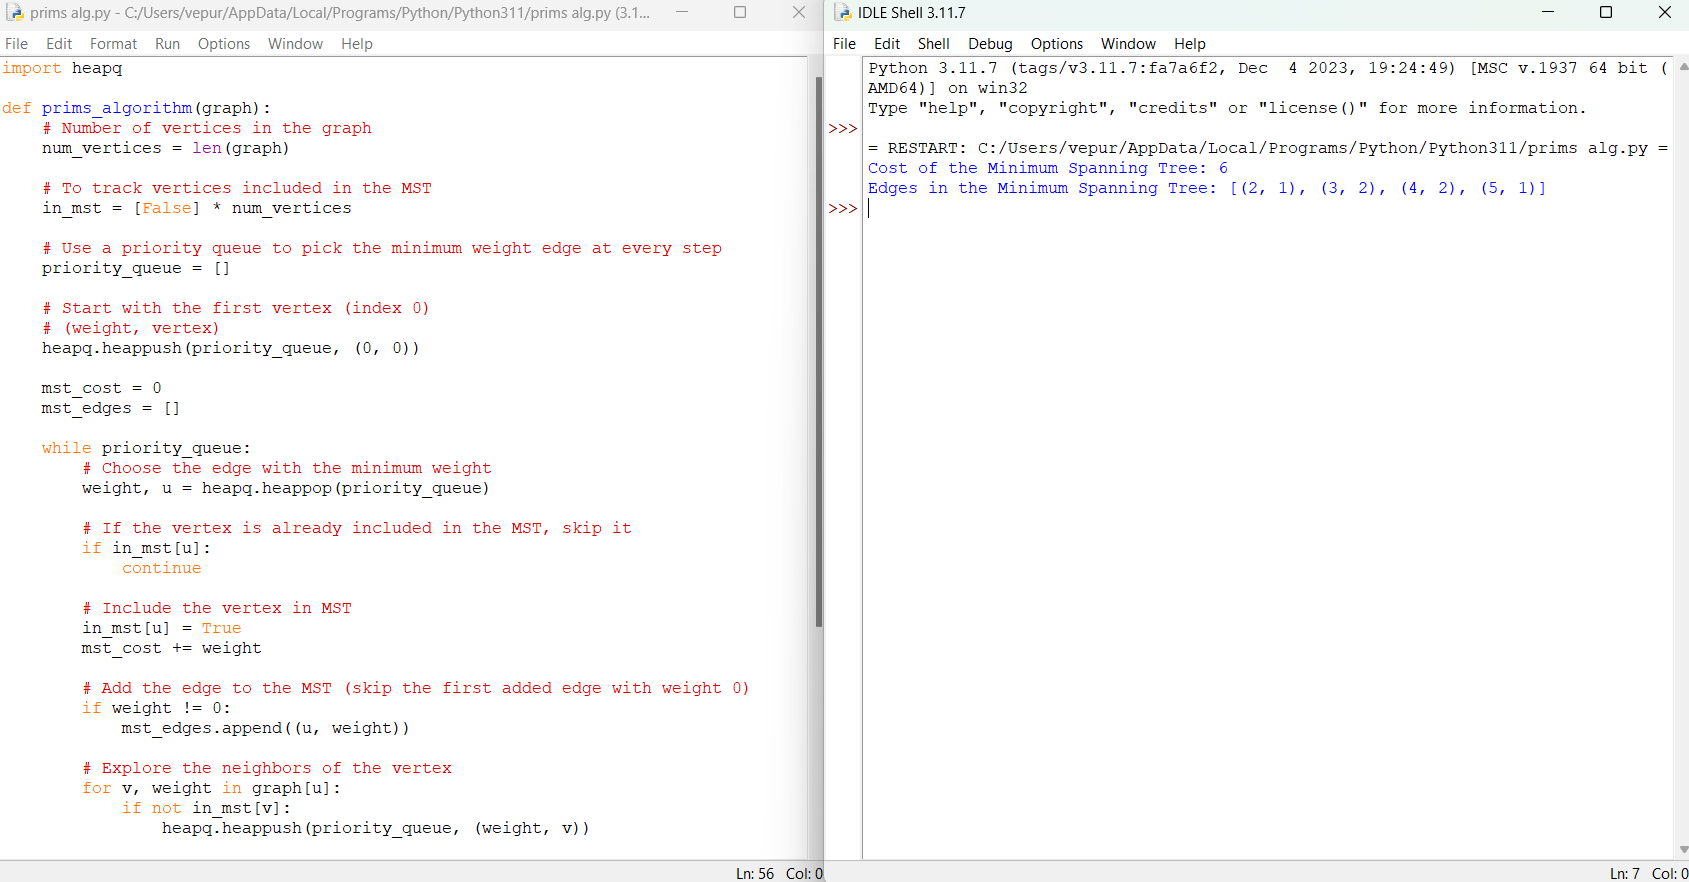 prims alg.py - C:/Users/vepur/AppData/Local/Programs/Python/Python311/prims alg.py (3.1...
File Edit Format Run Options Window Help
import heapq
def prims_algorithm(graph):
    # Number of vertices in the graph
    num_vertices = len(graph)
    # To track vertices included in the MST
    in_mst = [False] * num_vertices
    # Use a priority queue to pick the minimum weight edge at every step
    priority_queue = []
    # Start with the first vertex (index 0)
    # (weight, vertex)
    heapq.heappush(priority_queue, (0, 0))
    mst_cost = 0
    mst_edges = []
    while priority_queue:
        # Choose the edge with the minimum weight
        weight, u = heapq.heappop(priority_queue)
        # If the vertex is already included in the MST, skip it
        if in_mst[u]:
            continue
        # Include the vertex in MST
        in_mst[u] = True
        mst_cost += weight
        # Add the edge to the MST (skip the first added edge with weight 0)
        if weight != 0:
            mst_edges.append((u, weight))
        # Explore the neighbors of the vertex
        for v, weight in graph[u]:
            if not in_mst[v]:
                heapq.heappush(priority_queue, (weight, v))
Ln: 56 Col: 0
IDLE Shell 3.11.7
File Edit Shell Debug Options Window Help
Python 3.11.7 (tags/v3.11.7:fa7a6f2, Dec  4 2023, 19:24:49) [MSC v.1937 64 bit (
AMD64)] on win32
Type "help", "copyright", "credits" or "license()" for more information.
>>>
= RESTART: C:/Users/vepur/AppData/Local/Programs/Python/Python311/prims alg.py =
Cost of the Minimum Spanning Tree: 6
Edges in the Minimum Spanning Tree: [(2, 1), (3, 2), (4, 2), (5, 1)]
>>>
Ln: 7 Col: 0